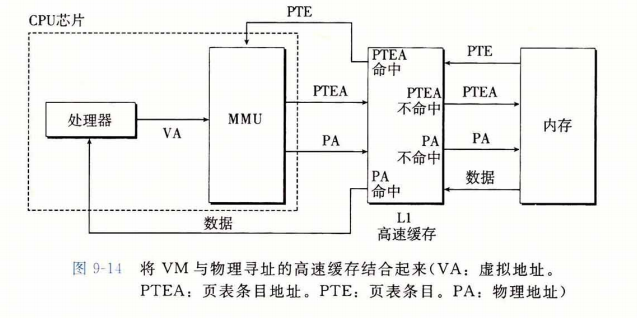 CPU芯片
PTE
处理器
VA
MMU
PTEA
PA
数据
PTEA
命中
PTEA
不命中
PA
不命中
PA
命中
L1
高速缓存
PTE
PTEA
PA
数据
内存
图 9-14 将 VM 与物理寻址的高速缓存结合起来(VA：虚拟地址。
PTEA：页表条目地址。PTE：页表条目。PA：物理地址)